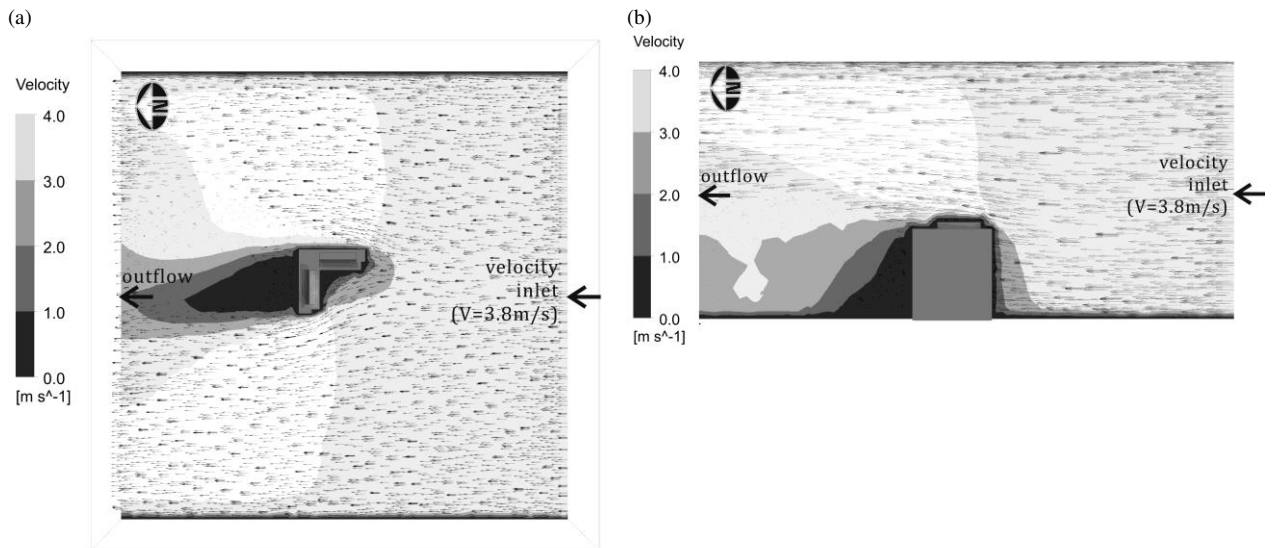 (a)
Velocity
4.0
3.0
2.0
1.0
0.0
[m s^-1]
N
outflow
velocity
inlet
(V=3.8m/s)
(b)
Velocity
4.0
3.0
2.0
1.0
0.0
[m s^-1]
N
outflow
velocity
inlet
(V=3.8m/s)